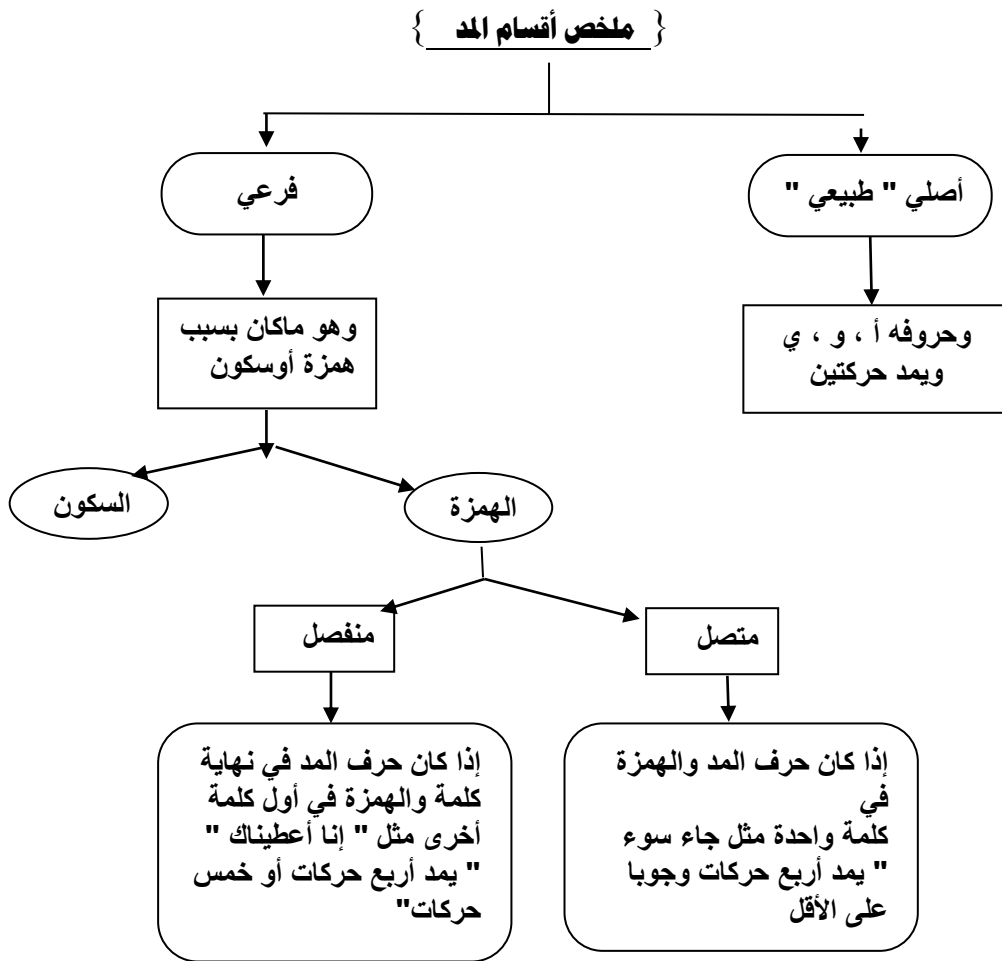 { ملخص أقسام المد }
أصلي " طبيعي "
وحروفه أ ، و ، ي
ويمد حركتين
فرعي
وهو ماكان بسبب
همزة أوسكون
الهمزة
السكون
متصل
إذا كان حرف المد والهمزة
في
كلمة واحدة مثل جاء سوء
" يمد أربع حركات وجوبا
على الأقل
منفصل
إذا كان حرف المد في نهاية
كلمة والهمزة في أول كلمة
أخرى مثل " إنا أعطيناك "
" يمد أربع حركات أو خمس
حركات"